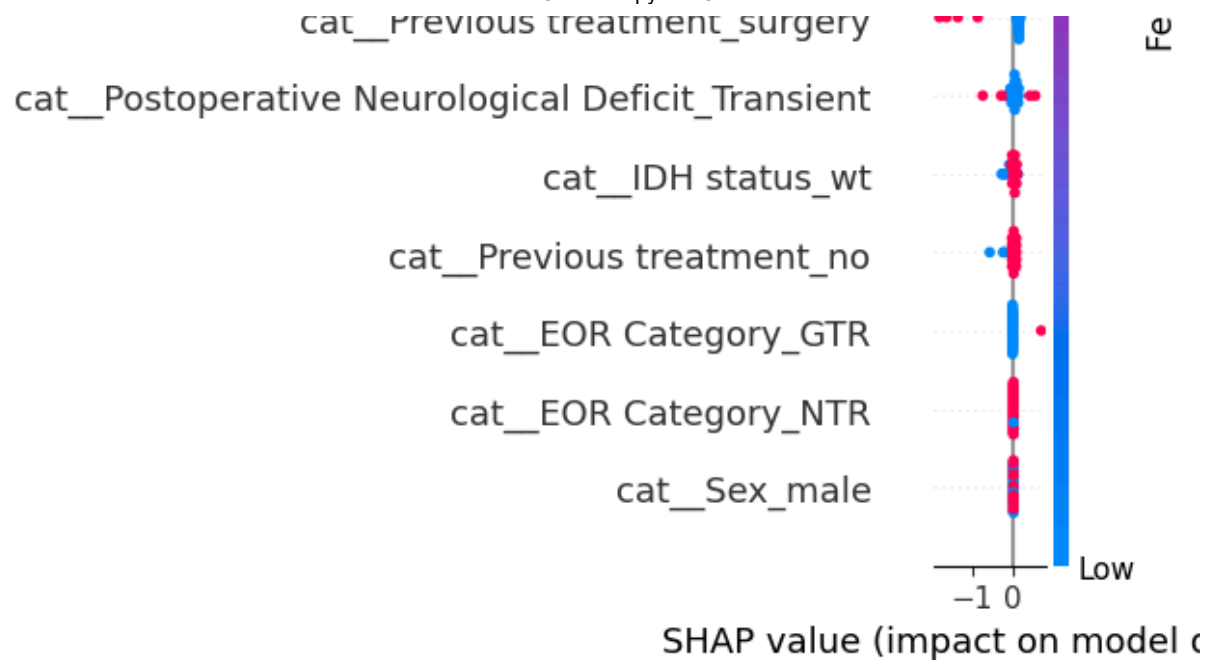 cat__Previous treatment_surgery
Fe
cat__Postoperative Neurological Deficit_Transient
cat__IDH status_wt
cat__Previous treatment_no
cat__EOR Category_GTR
cat__EOR Category_NTR
cat__Sex_male
Low
−1 0
SHAP value (impact on model